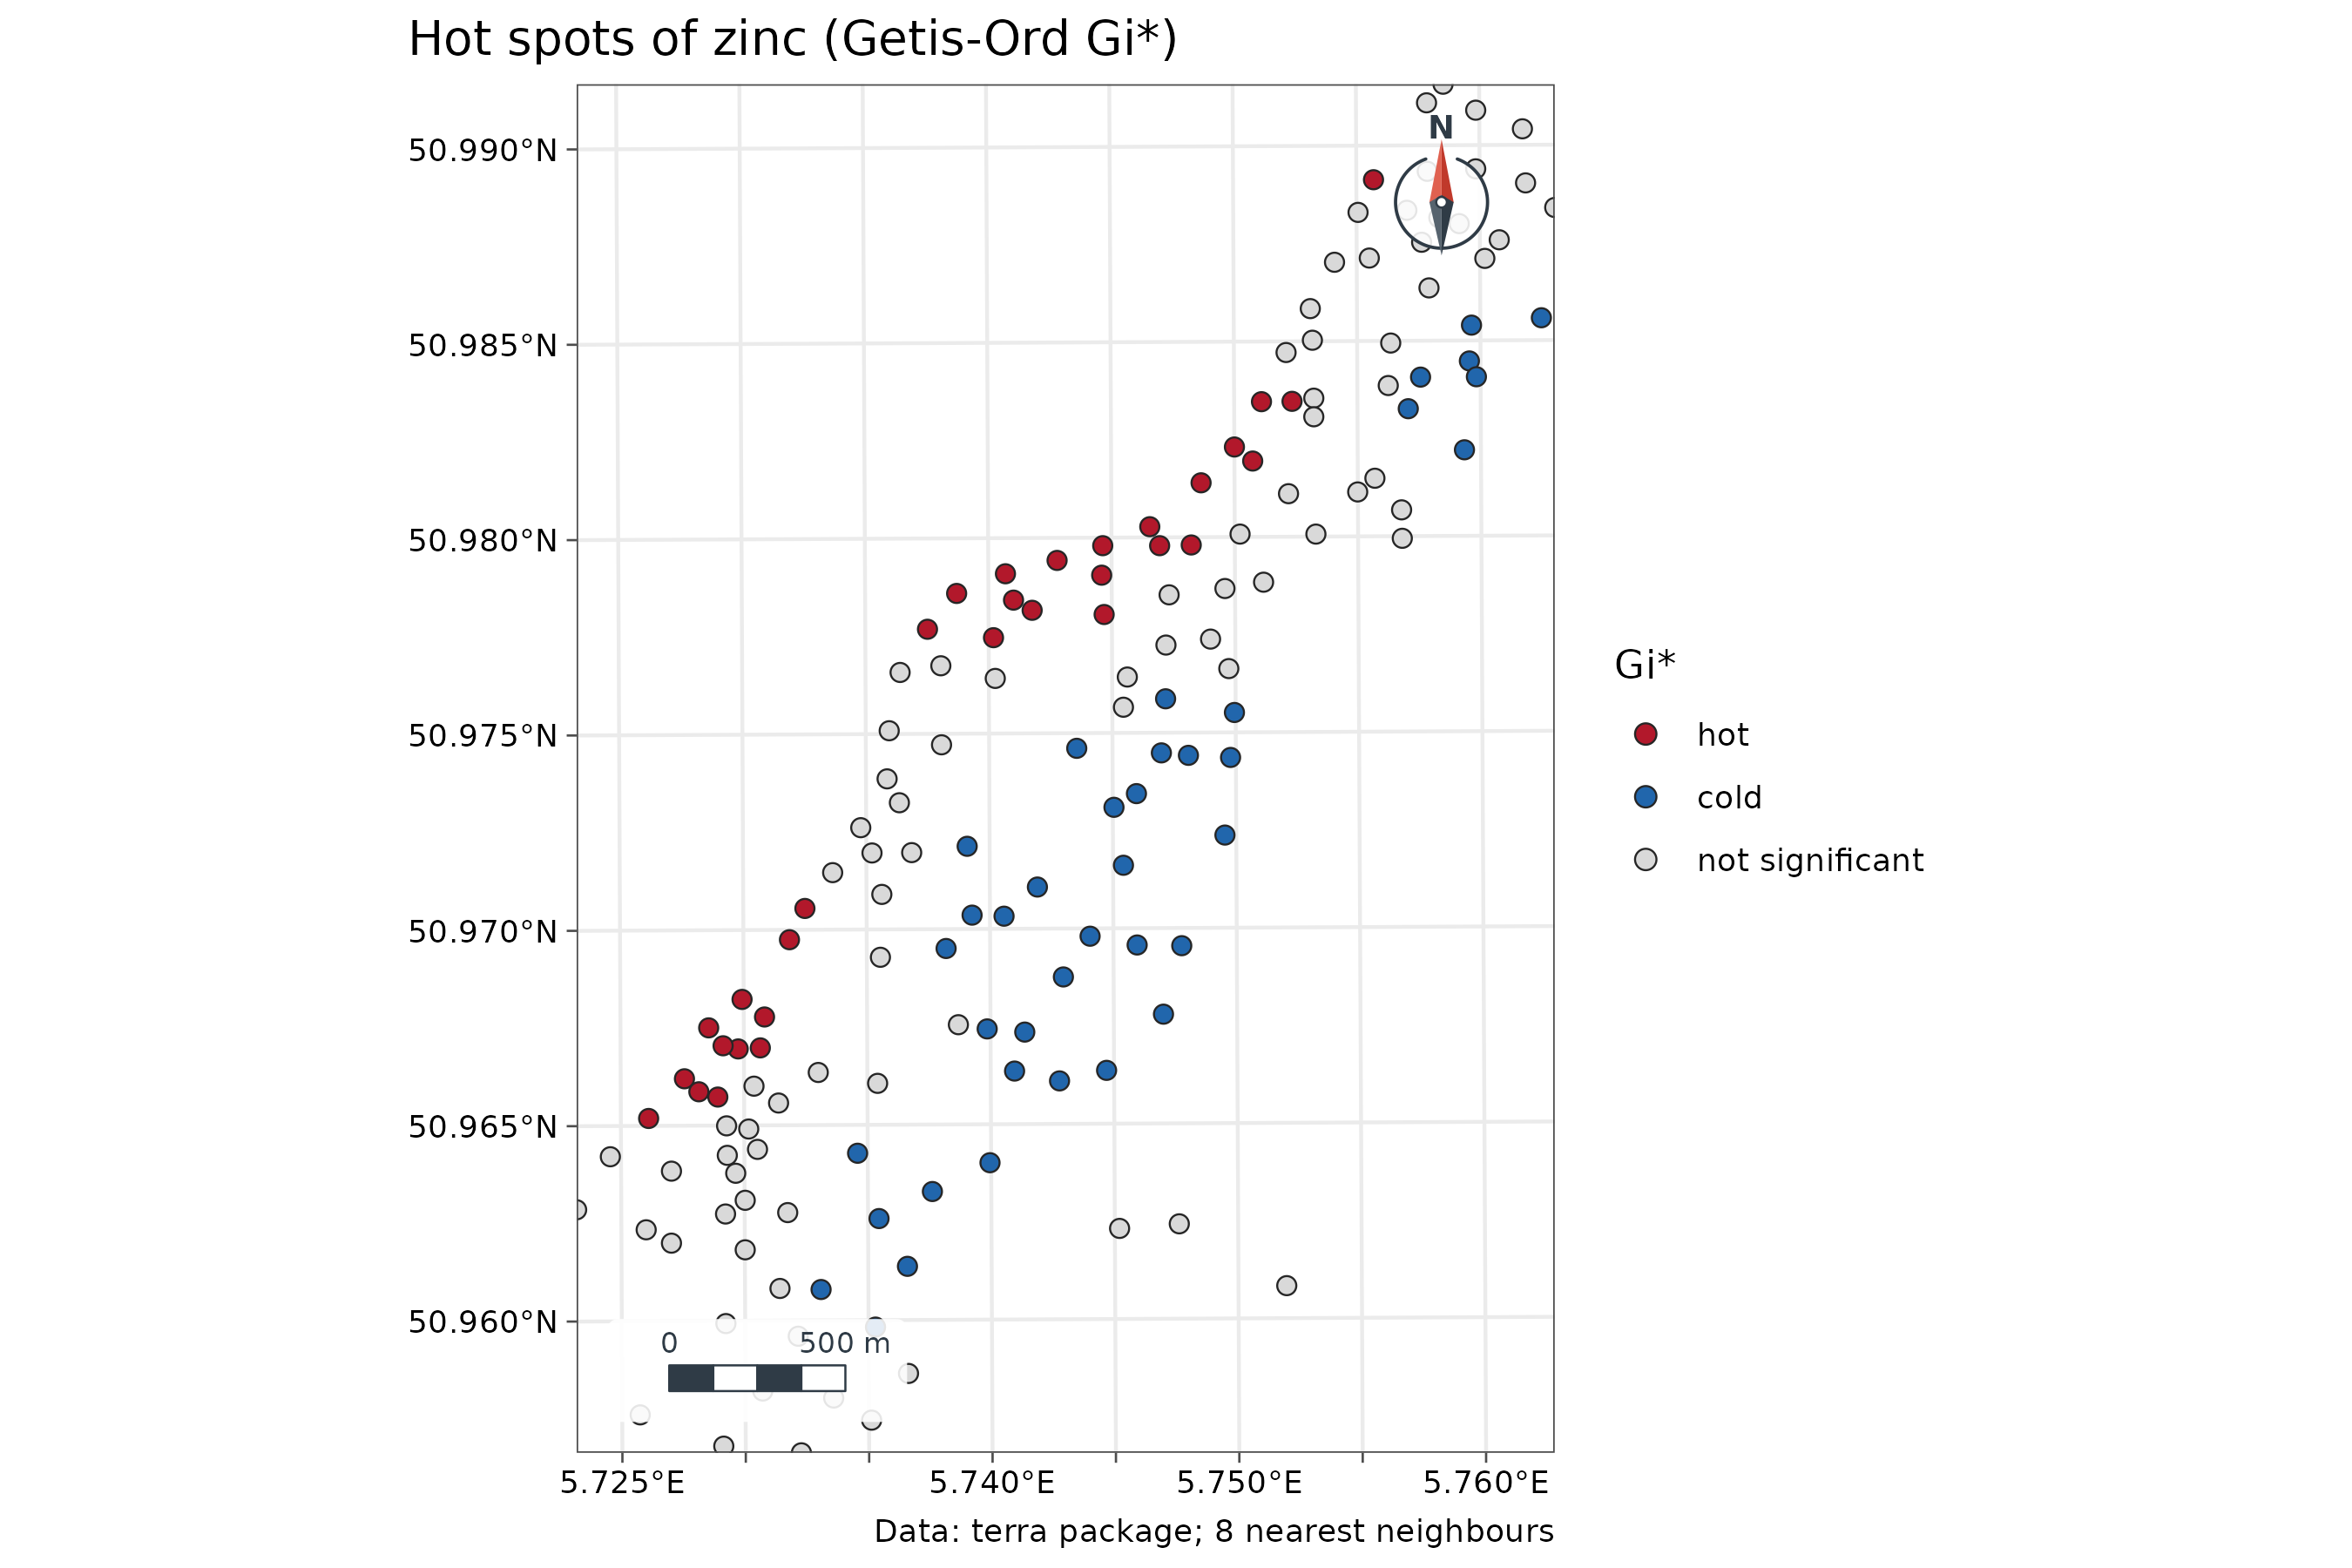 Hot spots of zinc (Getis-Ord Gi*)
50.990°N
50.985°N
50.980°N
50.975°N
50.970°N
50.965°N
50.960°N
N
0 500 m
5.725°E 5.740°E 5.750°E 5.760°E
Gi*
hot
cold
not significant
Data: terra package; 8 nearest neighbours